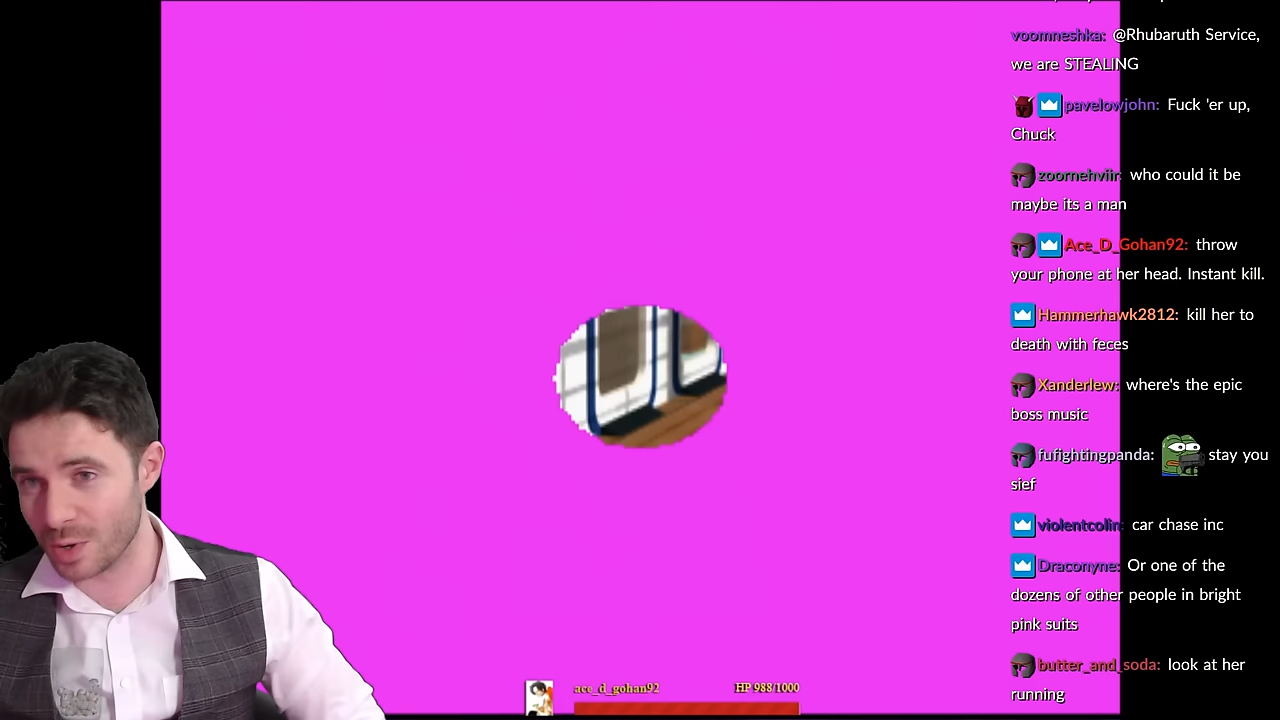 voomneshka: @Rhubaruth Service,
we are STEALING
pavelowjohn: Fuck 'er up,
Chuck
zoornehviir: who could it be
maybe its a man
Ace_D_Gohan92: throw
your phone at her head. Instant kill.
Hammerhawk2812: kill her to
death with feces
Xanderlew: where's the epic
boss music
fufightingpanda: stay you
sief
violentcolin: car chase inc
Draconyne: Or one of the
dozens of other people in bright
pink suits
butter_and_soda: look at her
running
ace_d_gohan92 HP 988/1000